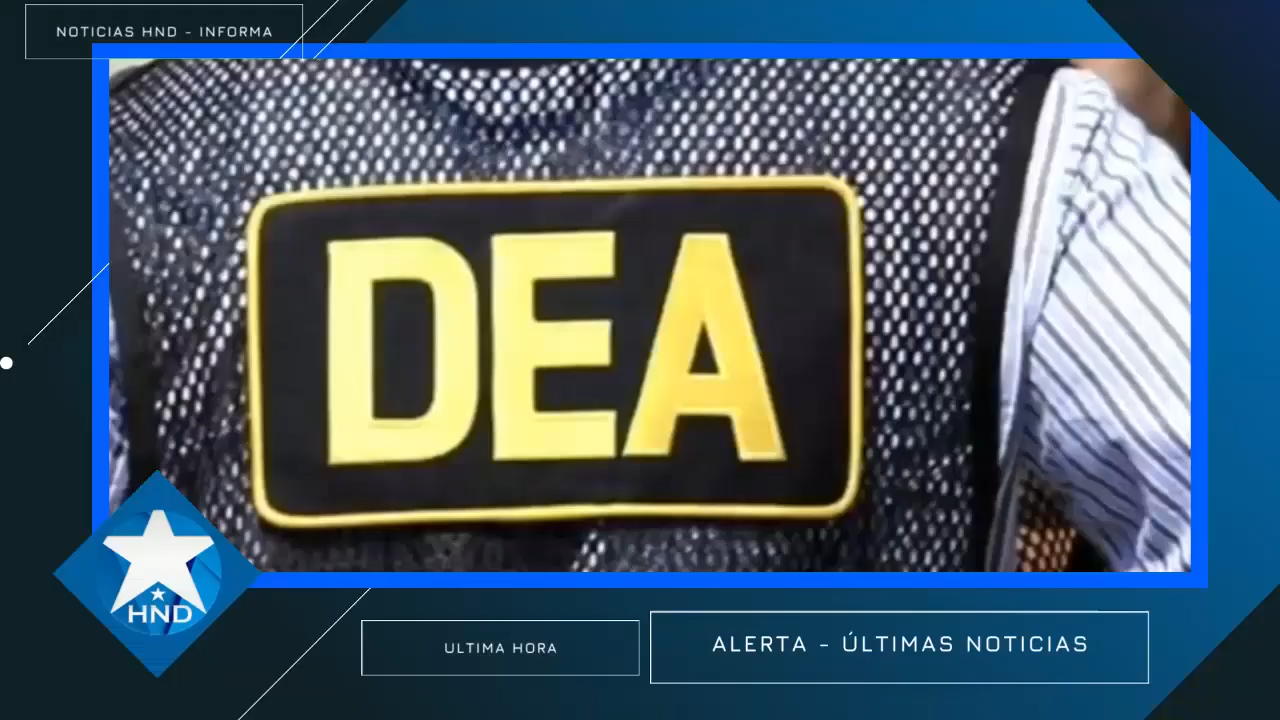 NOTICIAS HND - INFORMA
DEA
HND
ULTIMA HORA
ALERTA - ÚLTIMAS NOTICIAS